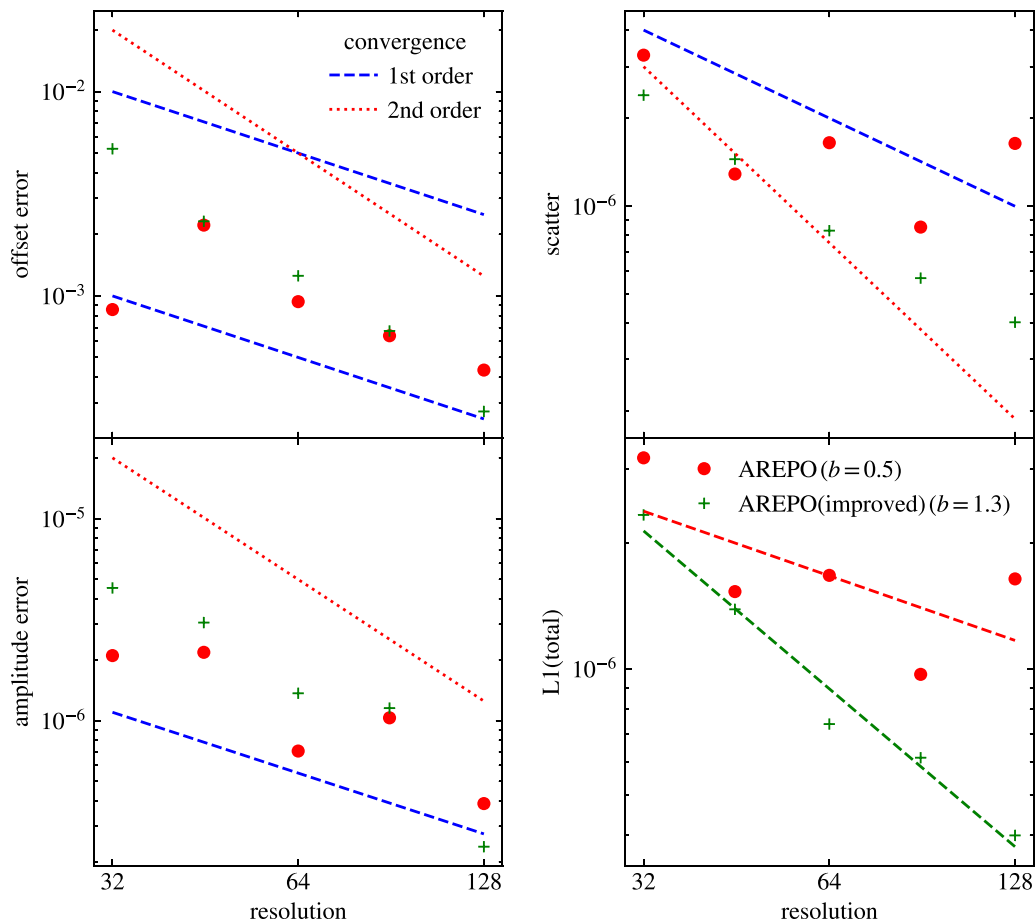 convergence
1st order
2nd order
10⁻²
10⁻³
offset error
10⁻⁶
scatter
10⁻⁵
10⁻⁶
amplitude error
32
64
128
resolution
AREPO (b = 0.5)
AREPO(improved) (b = 1.3)
10⁻⁶
L1(total)
32
64
128
resolution